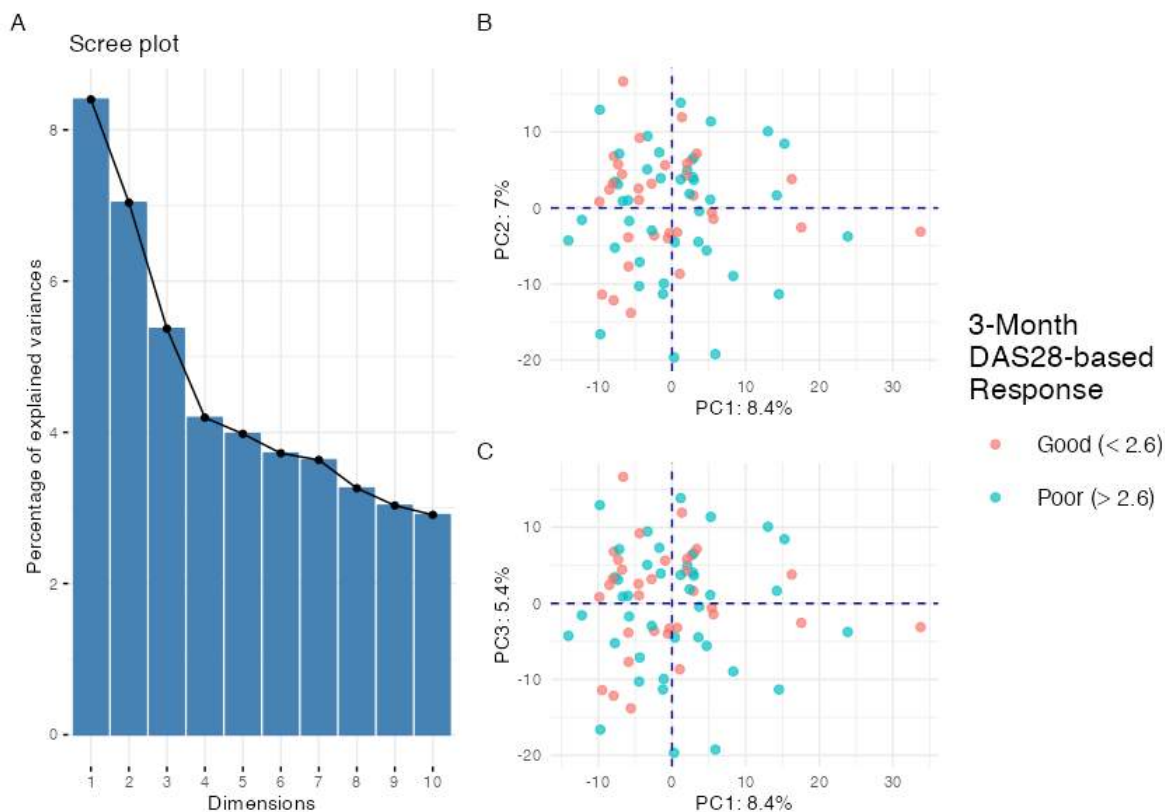 A
Scree plot
Percentage of explained variances
8
6
4
2
0
1 2 3 4 5 6 7 8 9 10
Dimensions
B
PC2: 7%
10
0
-10
-20
-10 0 10 20 30
PC1: 8.4%
C
PC3: 5.4%
10
0
-10
-20
-10 0 10 20 30
PC1: 8.4%
3-Month
DAS28-based
Response
Good (< 2.6)
Poor (> 2.6)